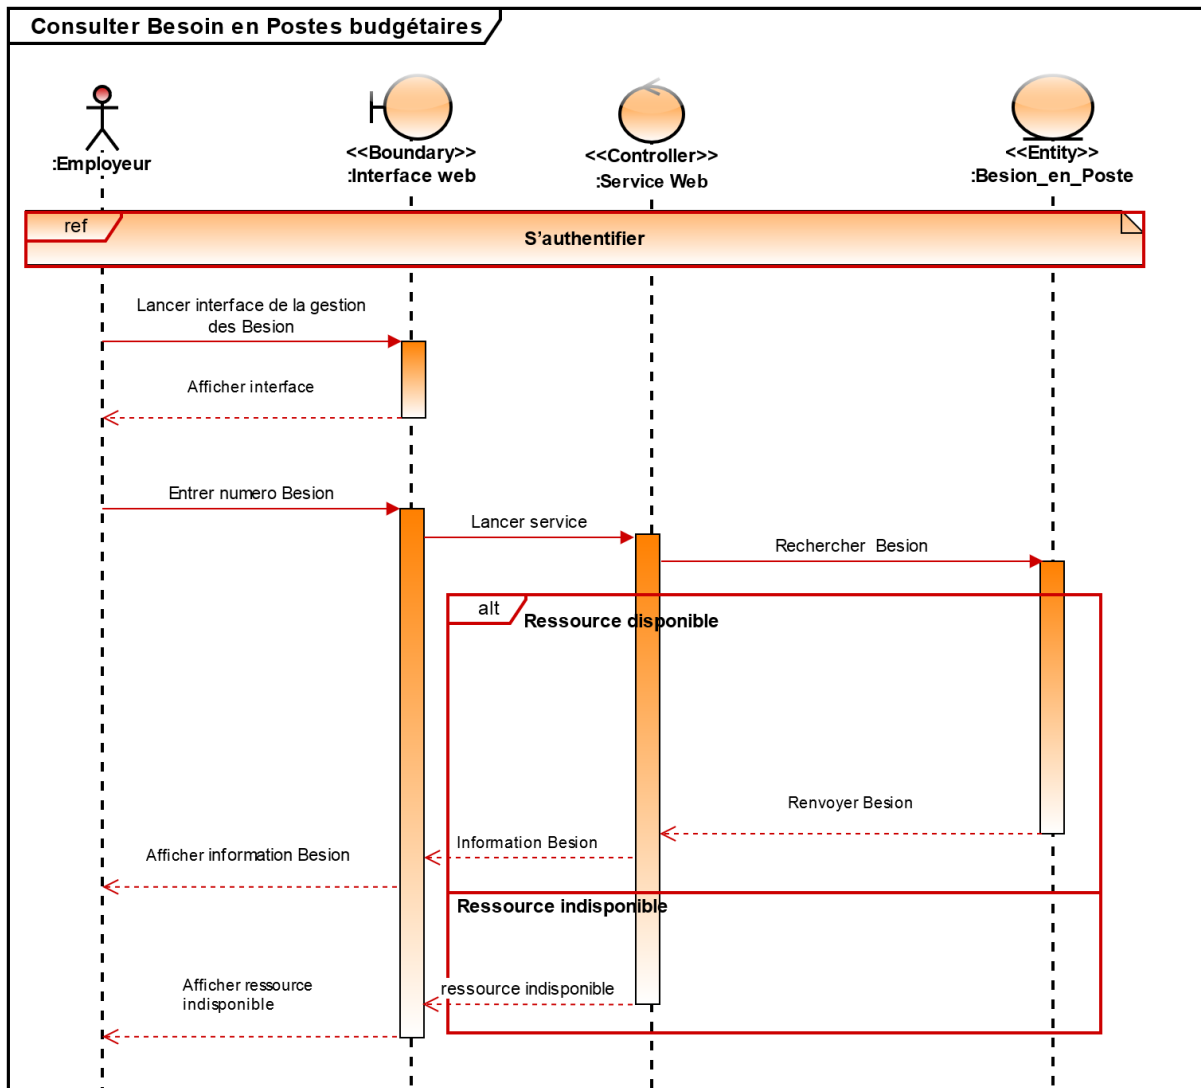 Consulter Besoin en Postes budgétaires
:Employeur
<<Boundary>>
:Interface web
<<Controller>>
:Service Web
<<Entity>>
:Besion_en_Poste
ref
S'authentifier
Lancer interface de la gestion
des Besion
Afficher interface
Entrer numero Besion
Lancer service
Rechercher Besion
alt
Ressource disponible
Renvoyer Besion
Information Besion
Afficher information Besion
Ressource indisponible
Afficher ressource
indisponible
ressource indisponible